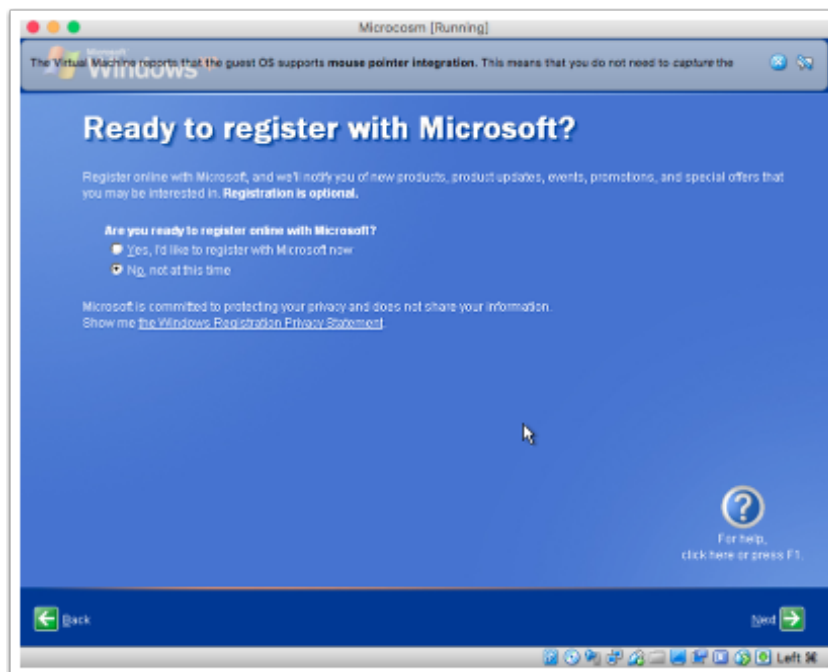 Microcosm [Running]
Microsoft
Windows
The Virtual Machine reports that the guest OS supports mouse pointer integration. This means that you do not need to capture the
Ready to register with Microsoft?
Register online with Microsoft, and we'll notify you of new products, product updates, events, promotions, and special offers that
you may be interested in. Registration is optional.
Are you ready to register online with Microsoft?
Yes, I'd like to register with Microsoft now
No, not at this time
Microsoft is committed to protecting your privacy and does not share your information.
Show me the Windows Registration Privacy Statement.
?
For help,
click here or press F1.
Back
Next
Left ⌘